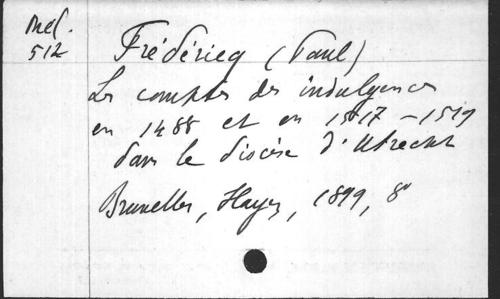 Mel.
512
Frédéricq (Paul)
Les comptes des indulgences
en 1488 et en 1517-1519
dans le diocèse d'Utrecht
Bruxelles, Hayez, 1899, 8°